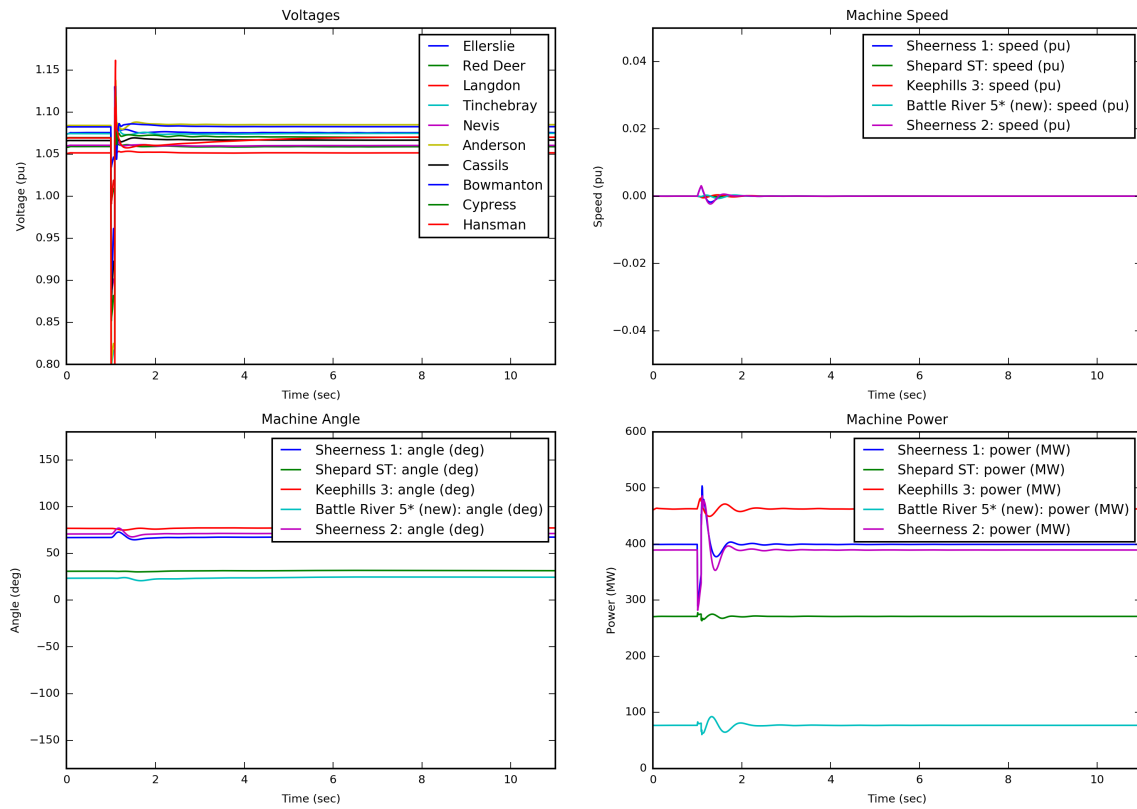 Voltages
Voltage (pu)
1.15
1.10
1.05
1.00
0.95
0.90
0.85
0.80
Ellerslie
Red Deer
Langdon
Tinchebray
Nevis
Anderson
Cassils
Bowmanton
Cypress
Hansman
0 2 4 6 8 10
Time (sec)
Machine Speed
Speed (pu)
0.04
0.02
0.00
−0.02
−0.04
Sheerness 1: speed (pu)
Shepard ST: speed (pu)
Keephills 3: speed (pu)
Battle River 5* (new): speed (pu)
Sheerness 2: speed (pu)
0 2 4 6 8 10
Time (sec)
Machine Angle
Angle (deg)
150
100
50
0
−50
−100
−150
Sheerness 1: angle (deg)
Shepard ST: angle (deg)
Keephills 3: angle (deg)
Battle River 5* (new): angle (deg)
Sheerness 2: angle (deg)
0 2 4 6 8 10
Time (sec)
Machine Power
Power (MW)
600
500
400
300
200
100
0
Sheerness 1: power (MW)
Shepard ST: power (MW)
Keephills 3: power (MW)
Battle River 5* (new): power (MW)
Sheerness 2: power (MW)
0 2 4 6 8 10
Time (sec)